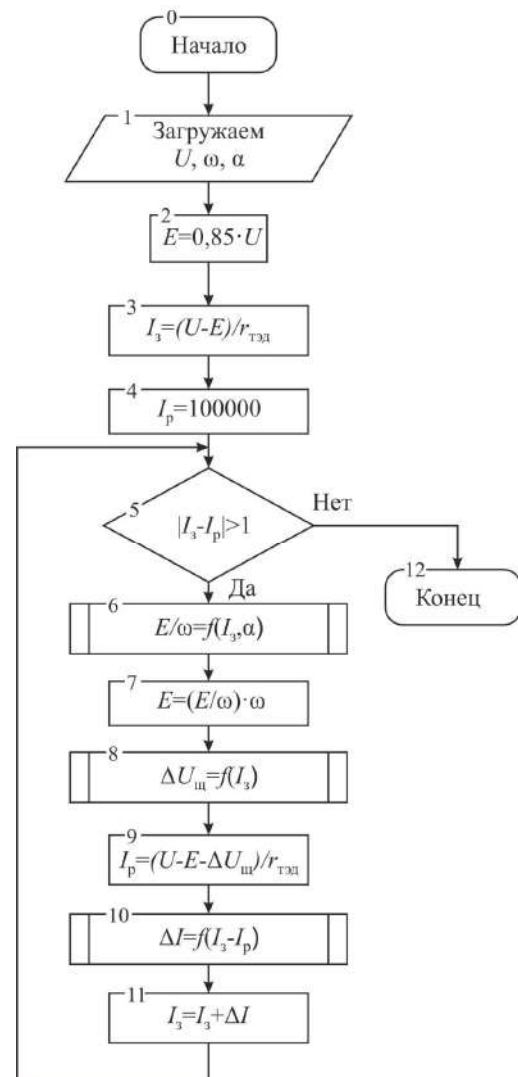 0
Начало
1
Загружаем
U, ω, α
2
E=0,85·U
3
Iз=(U-E)/rтэд
4
Iр=100000
5
|Iз-Iр|>1
Нет
12
Конец
Да
6
E/ω=f(Iз,α)
7
E=(E/ω)·ω
8
ΔUщ=f(Iз)
9
Iр=(U-E-ΔUщ)/rтэд
10
ΔI=f(Iз-Iр)
11
Iз=Iз+ΔI